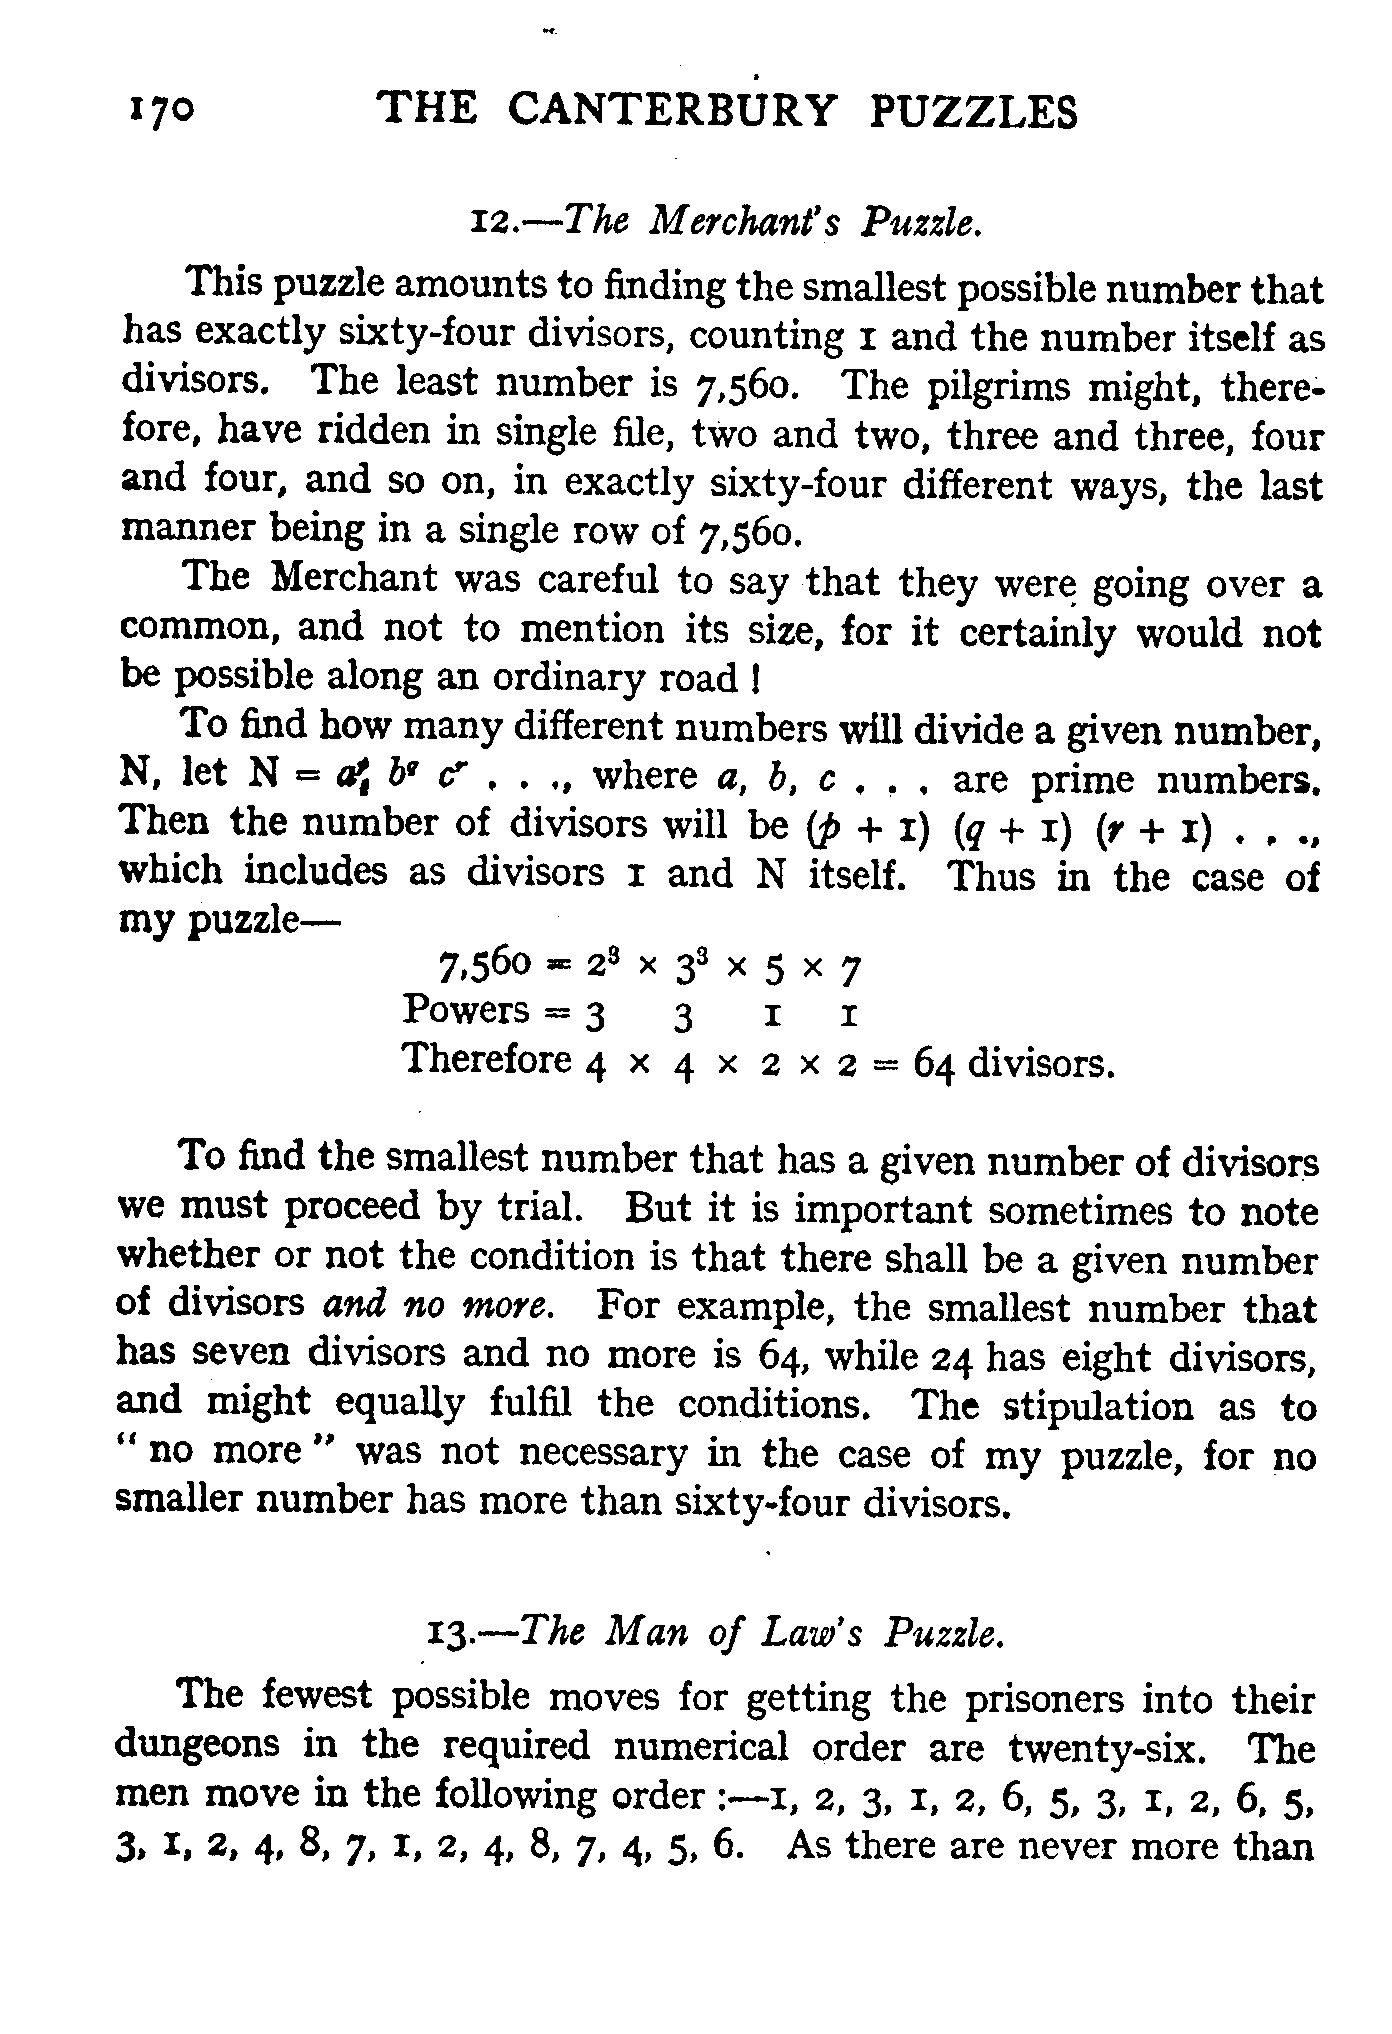 170 THE CANTERBURY PUZZLES
12.—The Merchant's Puzzle.
This puzzle amounts to finding the smallest possible number that
has exactly sixty-four divisors, counting 1 and the number itself as
divisors. The least number is 7,560. The pilgrims might, there-
fore, have ridden in single file, two and two, three and three, four
and four, and so on, in exactly sixty-four different ways, the last
manner being in a single row of 7,560.
The Merchant was careful to say that they were going over a
common, and not to mention its size, for it certainly would not
be possible along an ordinary road !
To find how many different numbers will divide a given number,
N, let N = aᵖ b^q cʳ . . ., where a, b, c . . . are prime numbers.
Then the number of divisors will be (p + 1) (q + 1) (r + 1) . . .,
which includes as divisors 1 and N itself. Thus in the case of
my puzzle—
7,560 = 2³ × 3³ × 5 × 7
Powers = 3 3 1 1
Therefore 4 × 4 × 2 × 2 = 64 divisors.
To find the smallest number that has a given number of divisors
we must proceed by trial. But it is important sometimes to note
whether or not the condition is that there shall be a given number
of divisors and no more. For example, the smallest number that
has seven divisors and no more is 64, while 24 has eight divisors,
and might equally fulfil the conditions. The stipulation as to
“ no more ” was not necessary in the case of my puzzle, for no
smaller number has more than sixty-four divisors.
13.—The Man of Law's Puzzle.
The fewest possible moves for getting the prisoners into their
dungeons in the required numerical order are twenty-six. The
men move in the following order :—1, 2, 3, 1, 2, 6, 5, 3, 1, 2, 6, 5,
3, 1, 2, 4, 8, 7, 1, 2, 4, 8, 7, 4, 5, 6. As there are never more than